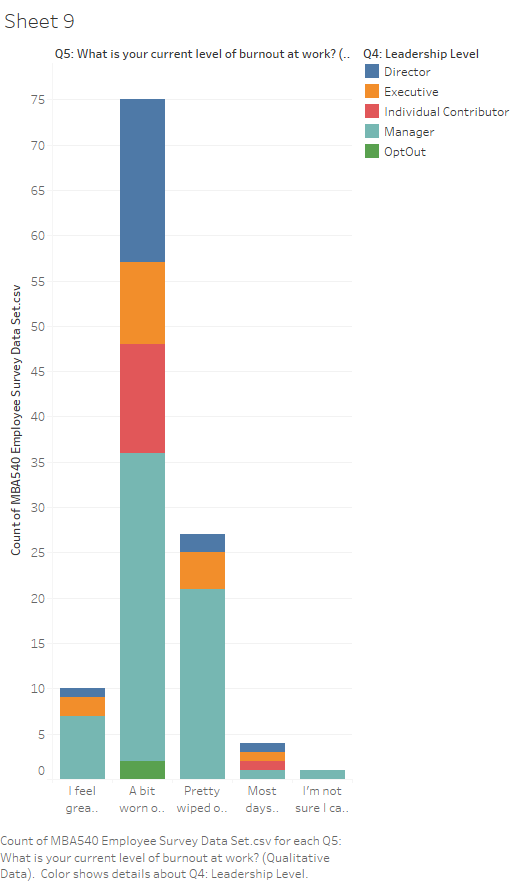 Sheet 9
Q5: What is your current level of burnout at work? (..
Q4: Leadership Level
Director
Executive
Individual Contributor
Manager
OptOut
Count of MBA540 Employee Survey Data Set.csv
75
70
65
60
55
50
45
40
35
30
25
20
15
10
5
0
I feel
grea..
A bit
worn o..
Pretty
wiped o..
Most
days..
I'm not
sure I ca..
Count of MBA540 Employee Survey Data Set.csv for each Q5:
What is your current level of burnout at work? (Qualitative
Data).  Color shows details about Q4: Leadership Level.